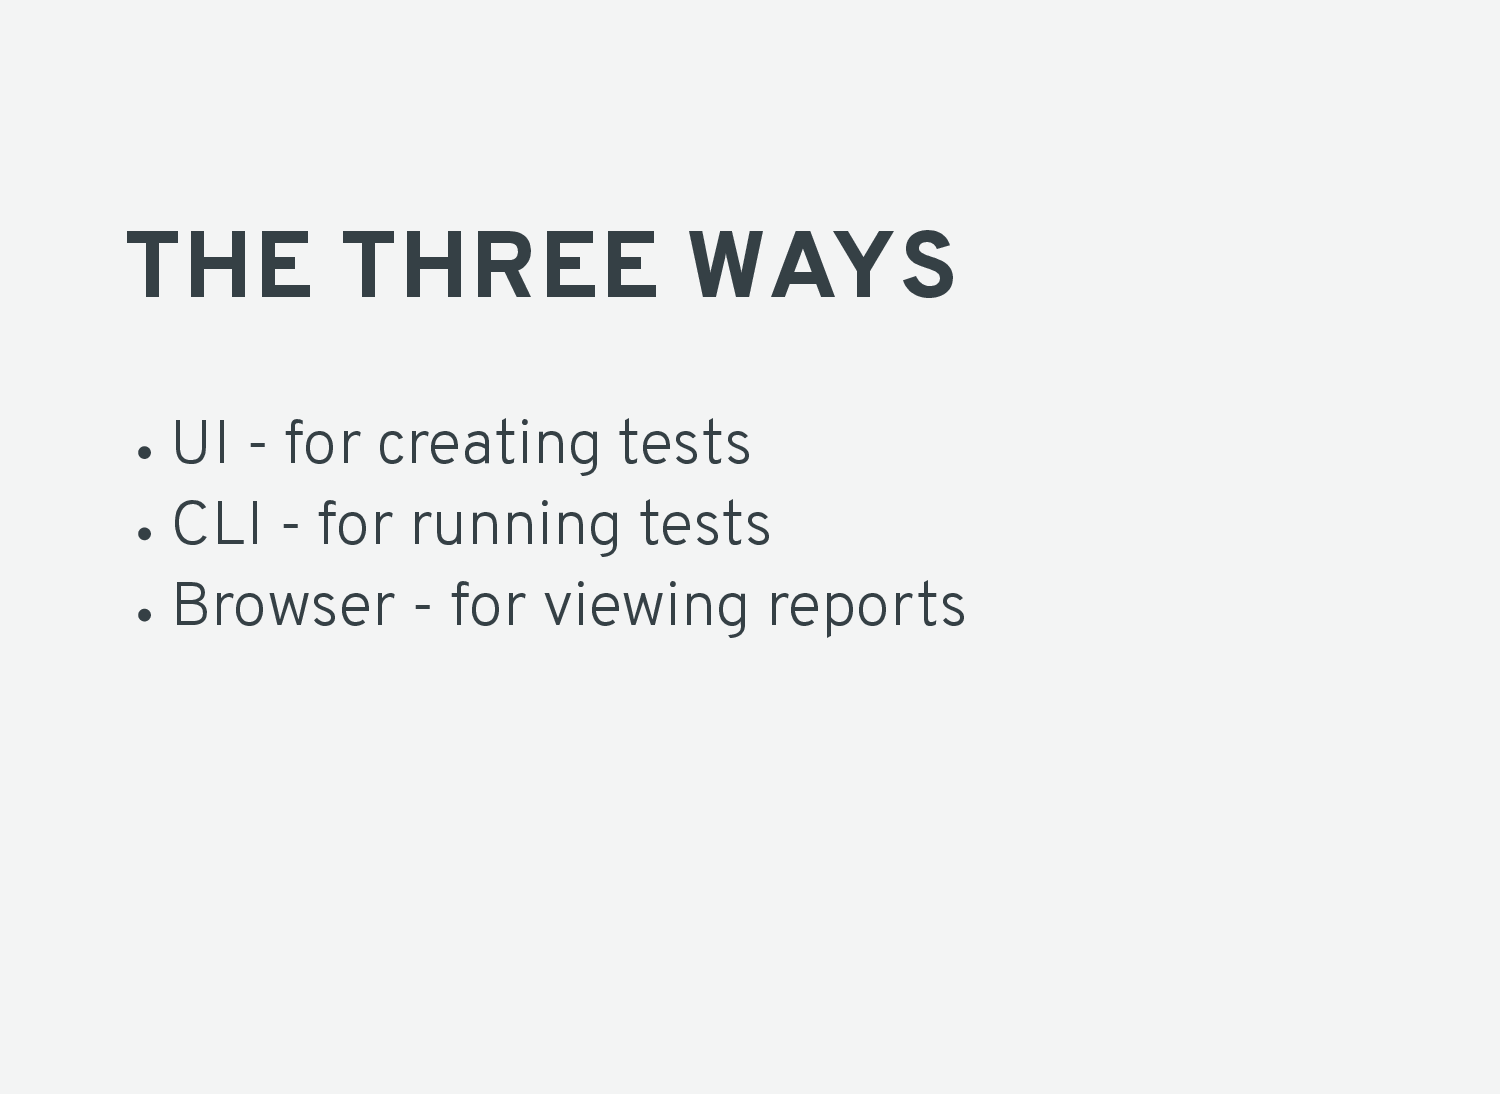 THE THREE WAYS
• UI - for creating tests
• CLI - for running tests
• Browser - for viewing reports